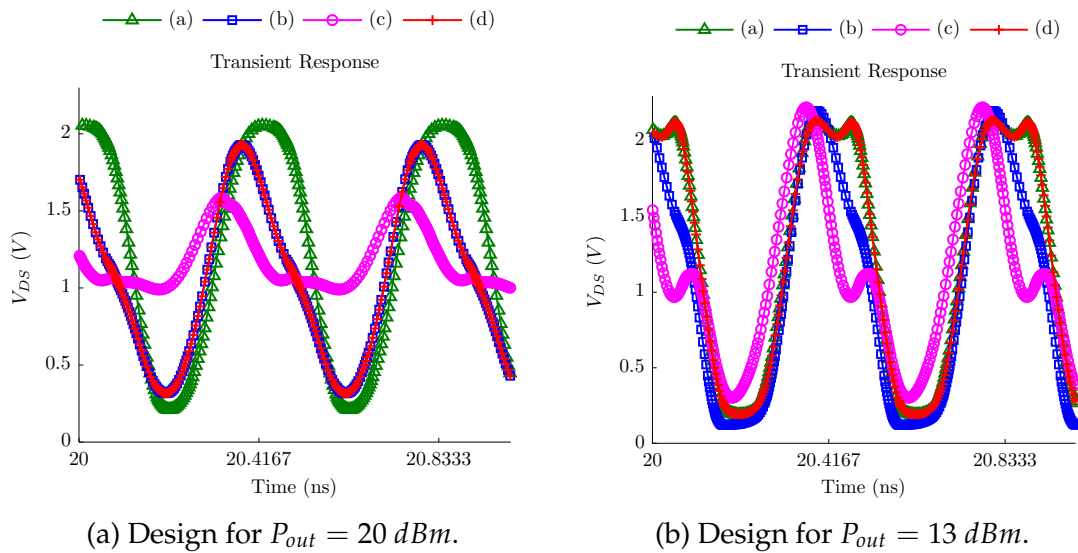 (a) (b) (c) (d)
Transient Response
2
1.5
1
0.5
0
20 20.4167 20.8333
V_DS (V)
Time (ns)
(a) Design for P_out = 20 dBm.
(a) (b) (c) (d)
Transient Response
2
1.5
1
0.5
0
20 20.4167 20.8333
V_DS (V)
Time (ns)
(b) Design for P_out = 13 dBm.